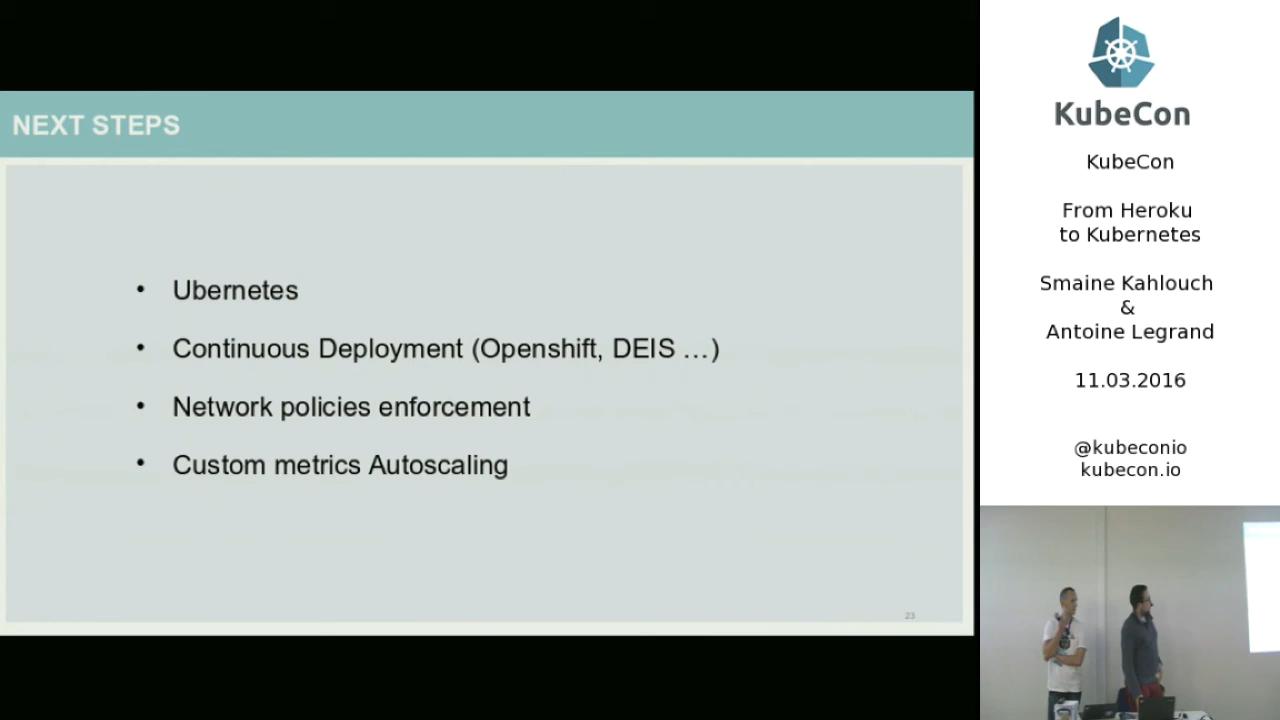 NEXT STEPS
• Ubernetes
• Continuous Deployment (Openshift, DEIS …)
• Network policies enforcement
• Custom metrics Autoscaling
23
KubeCon
KubeCon
From Heroku
to Kubernetes
Smaine Kahlouch
&
Antoine Legrand
11.03.2016
@kubeconio
kubecon.io